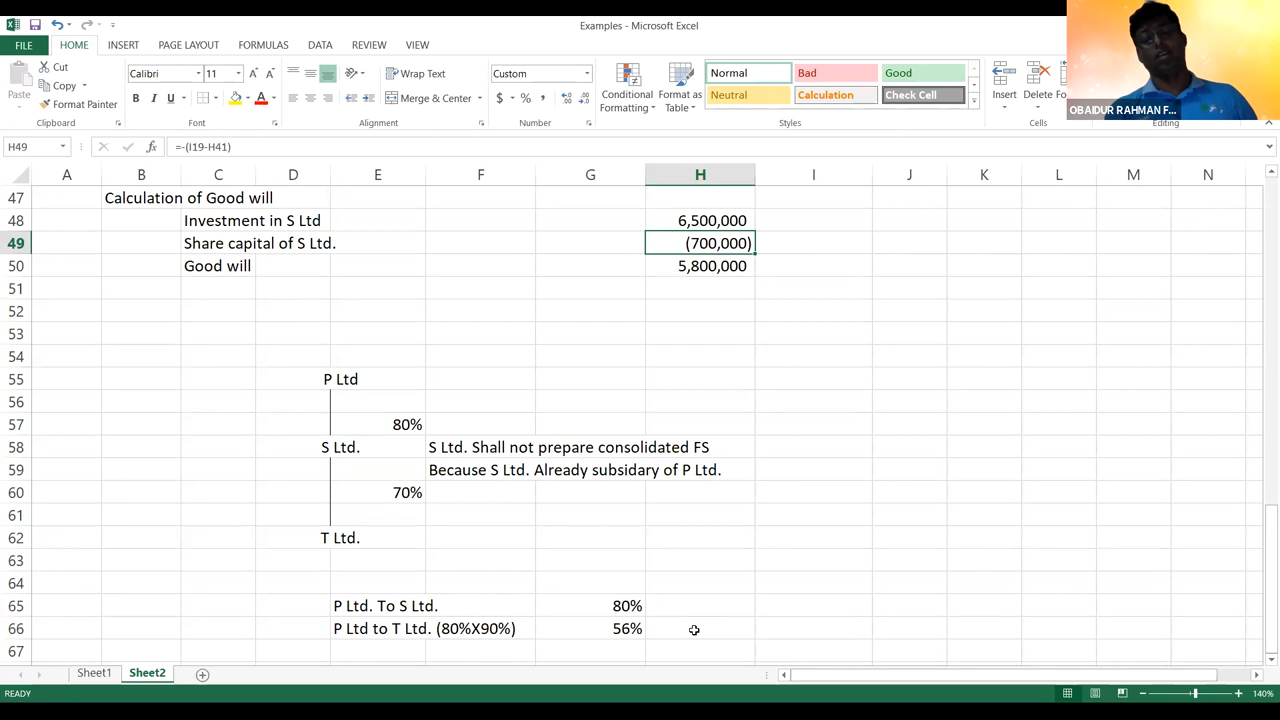 Examples - Microsoft Excel
FILE HOME INSERT PAGE LAYOUT FORMULAS DATA REVIEW VIEW
Paste
Cut
Copy
Format Painter
Clipboard
Calibri 11
B I U
Font
Wrap Text
Merge & Center
Alignment
Custom
$ % ,
Number
Conditional Formatting
Format as Table
Normal Bad Good
Neutral Calculation Check Cell
Styles
Insert Delete
Cells
Editing
OBAIDUR RAHMAN F...
H49 =-(I19-H41)
A B C D E F G H I J K L M N
47 Calculation of Good will
48 Investment in S Ltd 6,500,000
49 Share capital of S Ltd. (700,000)
50 Good will 5,800,000
51
52
53
54
55 P Ltd
56
57 80%
58 S Ltd. S Ltd. Shall not prepare consolidated FS
59 Because S Ltd. Already subsidary of P Ltd.
60 70%
61
62 T Ltd.
63
64
65 P Ltd. To S Ltd. 80%
66 P Ltd to T Ltd. (80%X90%) 56%
67
Sheet1 Sheet2
READY 140%